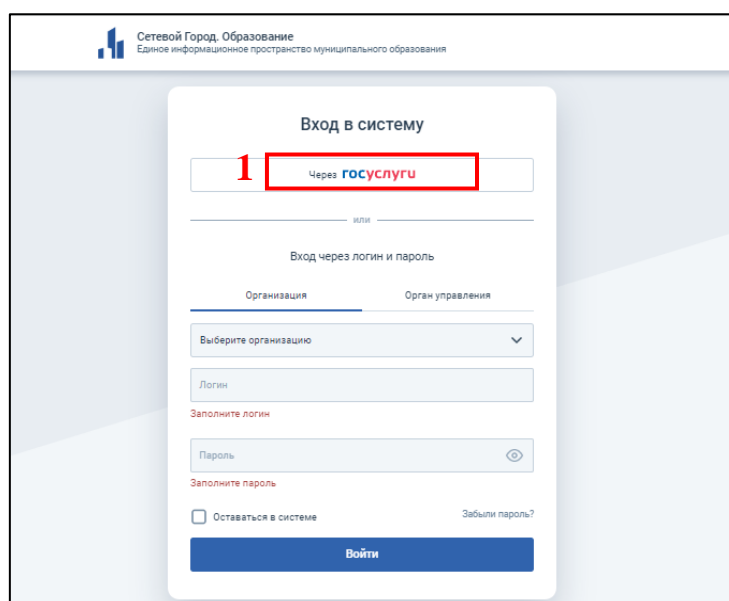 Сетевой Город. Образование
Единое информационное пространство муниципального образования
Вход в систему
1
Через госуслуги
или
Вход через логин и пароль
Организация Орган управления
Выберите организацию
Логин
Заполните логин
Пароль
Заполните пароль
Оставаться в системе Забыли пароль?
Войти